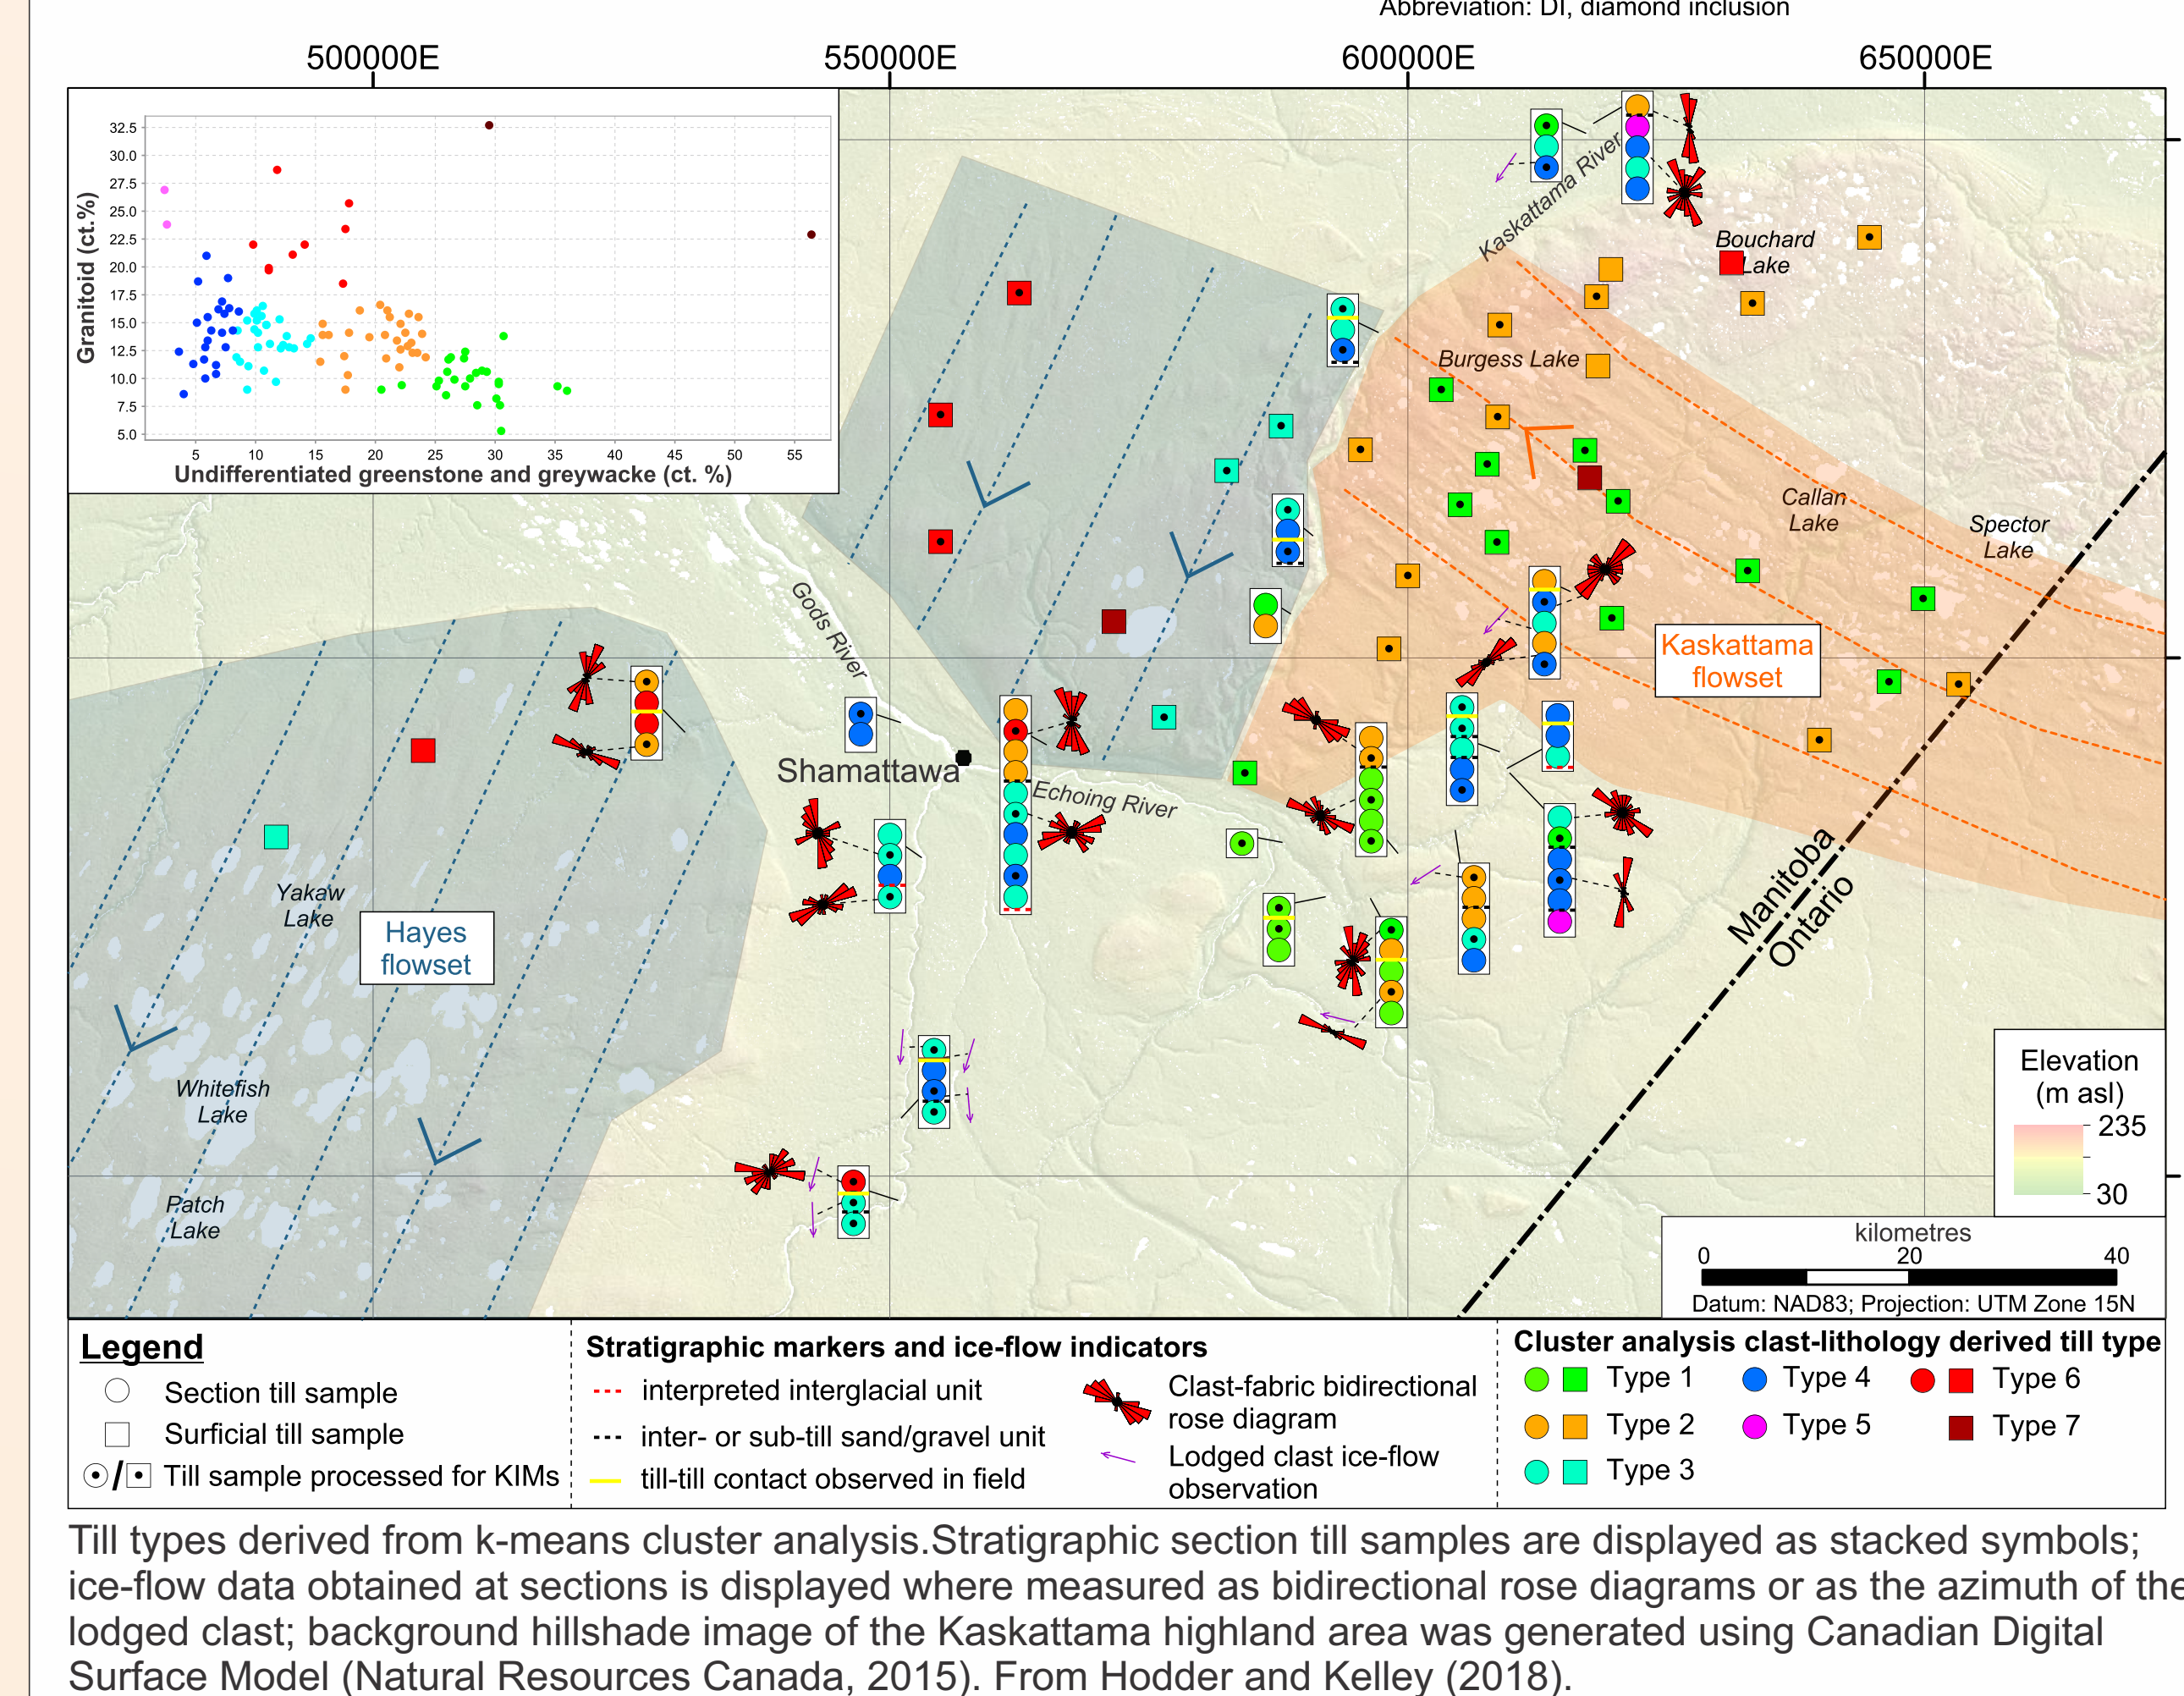 Abbreviation: DI, diamond inclusion
500000E 550000E 600000E 650000E
32.5
30.0
27.5
25.0
22.5
20.0
17.5
15.0
12.5
10.0
7.5
5.0
Granitoid (ct.%)
5 10 15 20 25 30 35 40 45 50 55
Undifferentiated greenstone and greywacke (ct. %)
Kaskattama River
Bouchard
Lake
Burgess Lake
Callan
Lake
Spector
Lake
Gods River
Kaskattama
flowset
Shamattawa
Echoing River
Yakaw
Lake
Hayes
flowset
Manitoba
Ontario
Whitefish
Lake
Patch
Lake
Elevation
(m asl)
235
30
kilometres
0 20 40
Datum: NAD83; Projection: UTM Zone 15N
Legend
Section till sample
Surficial till sample
/ Till sample processed for KIMs
Stratigraphic markers and ice-flow indicators
interpreted interglacial unit
inter- or sub-till sand/gravel unit
till-till contact observed in field
Clast-fabric bidirectional
rose diagram
Lodged clast ice-flow
observation
Cluster analysis clast-lithology derived till type
Type 1 Type 4 Type 6
Type 2 Type 5 Type 7
Type 3
Till types derived from k-means cluster analysis.Stratigraphic section till samples are displayed as stacked symbols;
ice-flow data obtained at sections is displayed where measured as bidirectional rose diagrams or as the azimuth of the
lodged clast; background hillshade image of the Kaskattama highland area was generated using Canadian Digital
Surface Model (Natural Resources Canada, 2015). From Hodder and Kelley (2018).